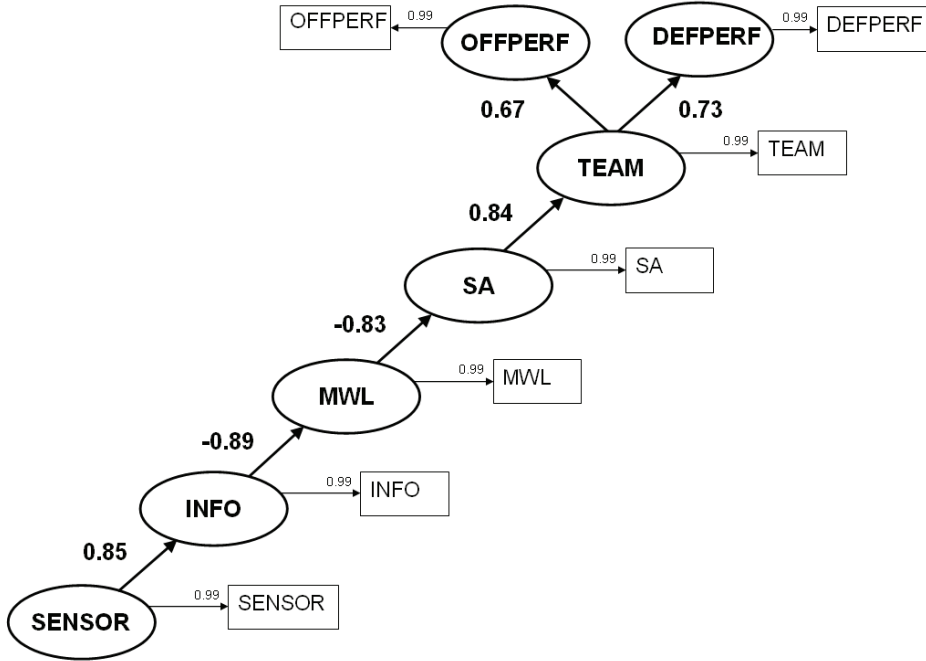 OFFPERF
0.99
OFFPERF
DEFPERF
0.99
DEFPERF
0.67
0.73
TEAM
0.99
TEAM
0.84
SA
0.99
SA
-0.83
MWL
0.99
MWL
-0.89
INFO
0.99
INFO
0.85
SENSOR
0.99
SENSOR